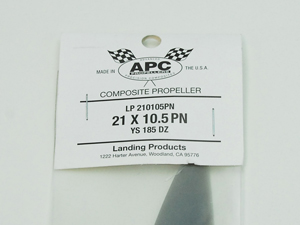 APC
PROPELLERS
MADE IN
THE U.S.A
COMPOSITE PROPELLER
LP 210105PN
21 X 10.5 PN
YS 185 DZ
Landing Products
1222 Harter Avenue, Woodland, CA 95776